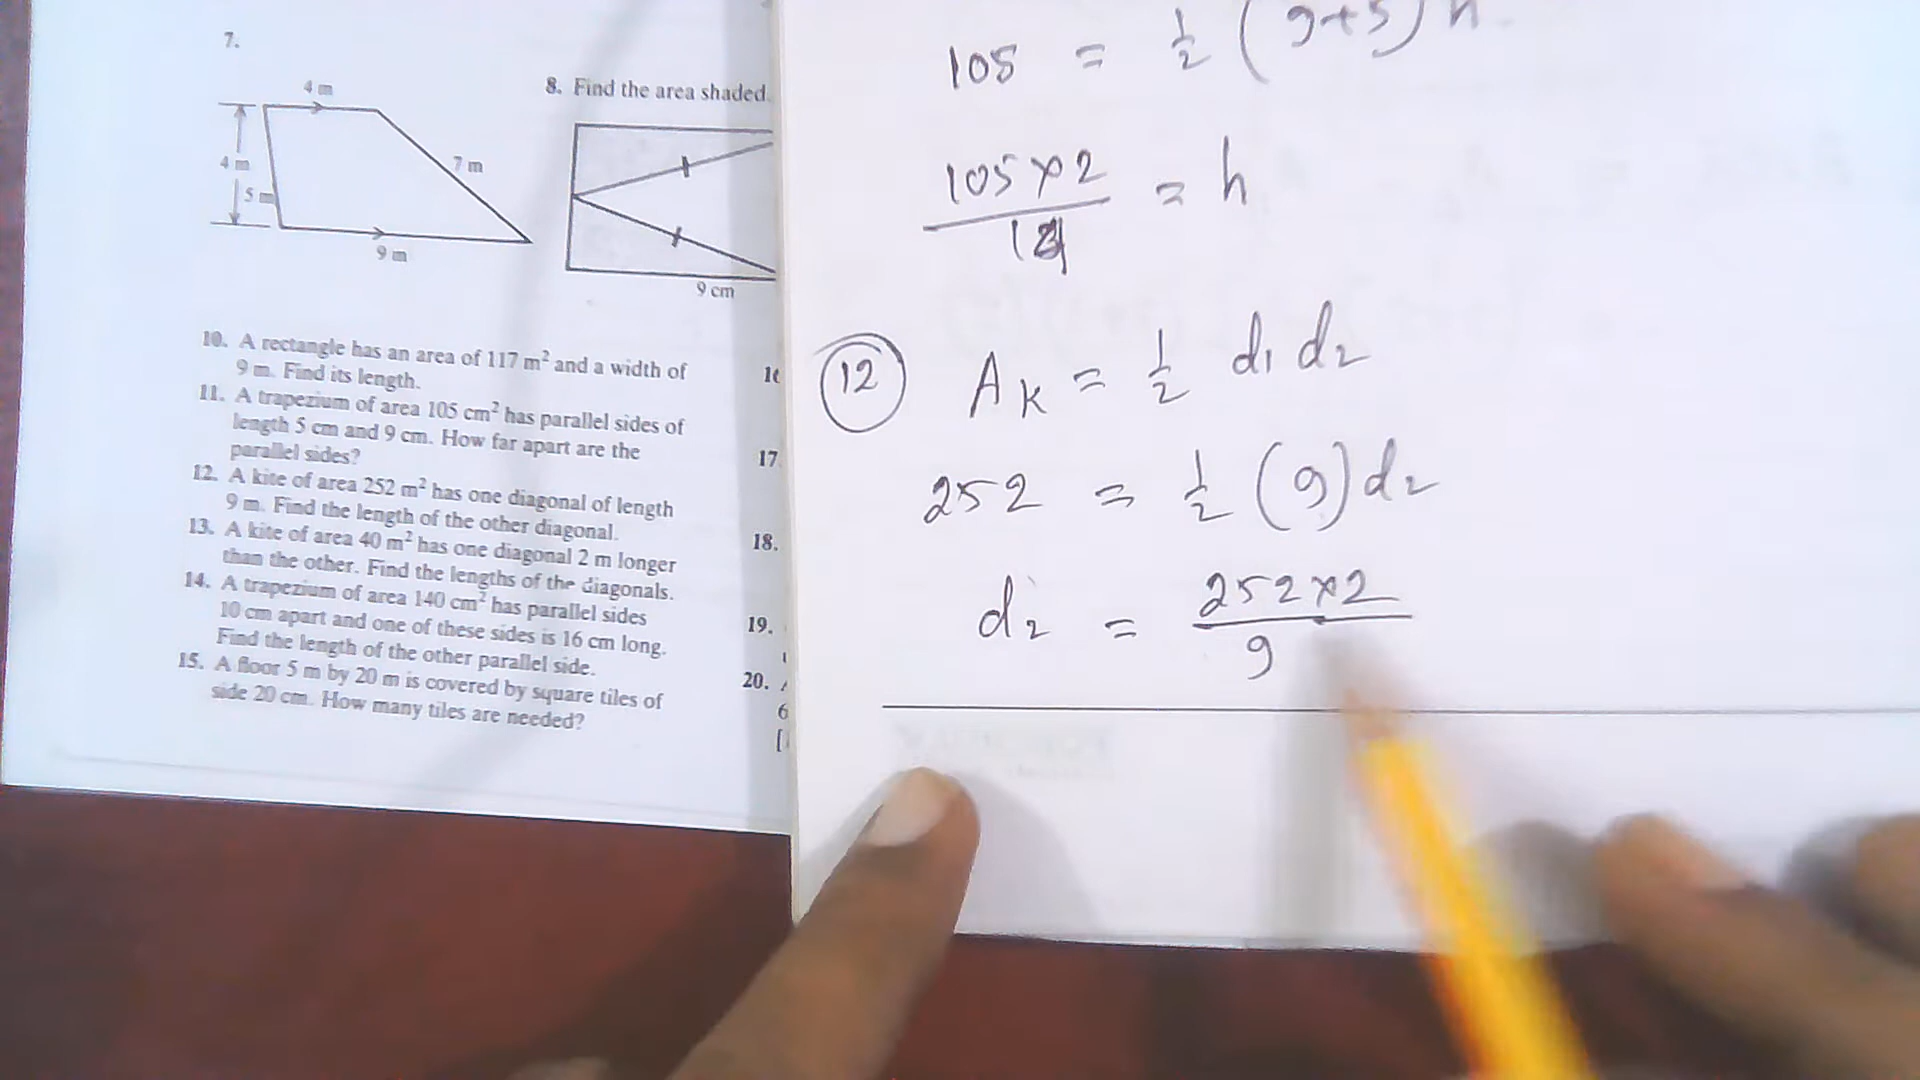 7.
4 m
4 m
5 m
7 m
9 m
8. Find the area shaded.
9 cm
10. A rectangle has an area of 117 m² and a width of
9 m. Find its length.
11. A trapezium of area 105 cm² has parallel sides of
length 5 cm and 9 cm. How far apart are the
parallel sides?
12. A kite of area 252 m² has one diagonal of length
9 m. Find the length of the other diagonal.
13. A kite of area 40 m² has one diagonal 2 m longer
than the other. Find the lengths of the diagonals.
14. A trapezium of area 140 cm² has parallel sides
10 cm apart and one of these sides is 16 cm long.
Find the length of the other parallel side.
15. A floor 5 m by 20 m is covered by square tiles of
side 20 cm. How many tiles are needed?
17.
18.
19.
20.
6
105 = 1/2 (9+5) h
105×2/14 = h
12 A K = 1/2 d1 d2
252 = 1/2 (9) d2
d2 = 252×2/9